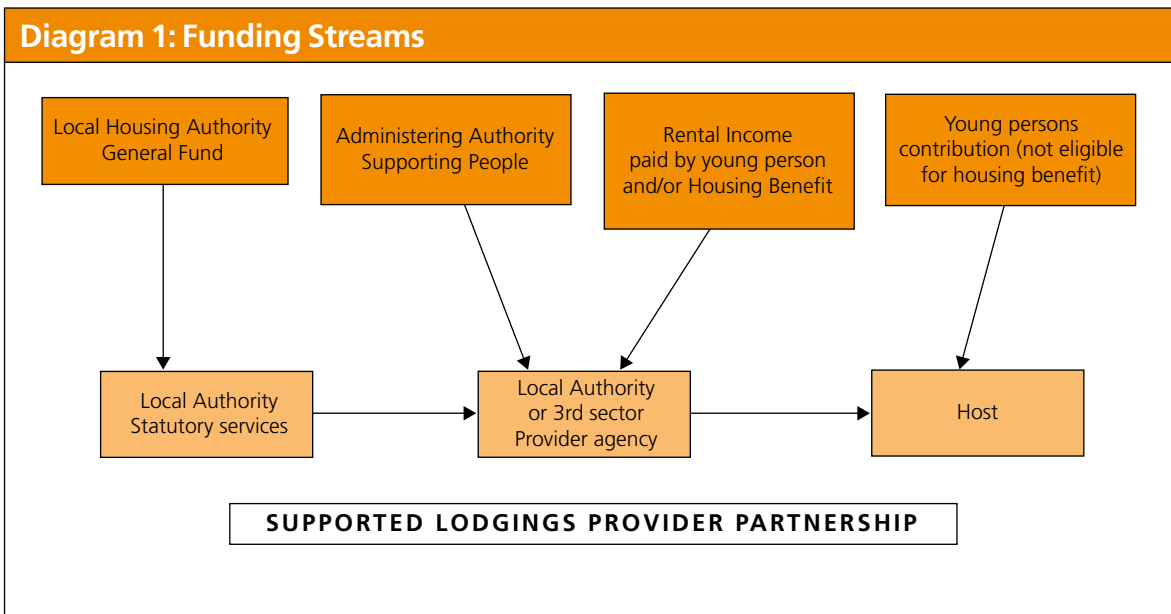 Diagram 1: Funding Streams
Local Housing Authority
General Fund
Administering Authority
Supporting People
Rental Income
paid by young person
and/or Housing Benefit
Young persons
contribution (not eligible
for housing benefit)
Local Authority
Statutory services
Local Authority
or 3rd sector
Provider agency
Host
SUPPORTED LODGINGS PROVIDER PARTNERSHIP